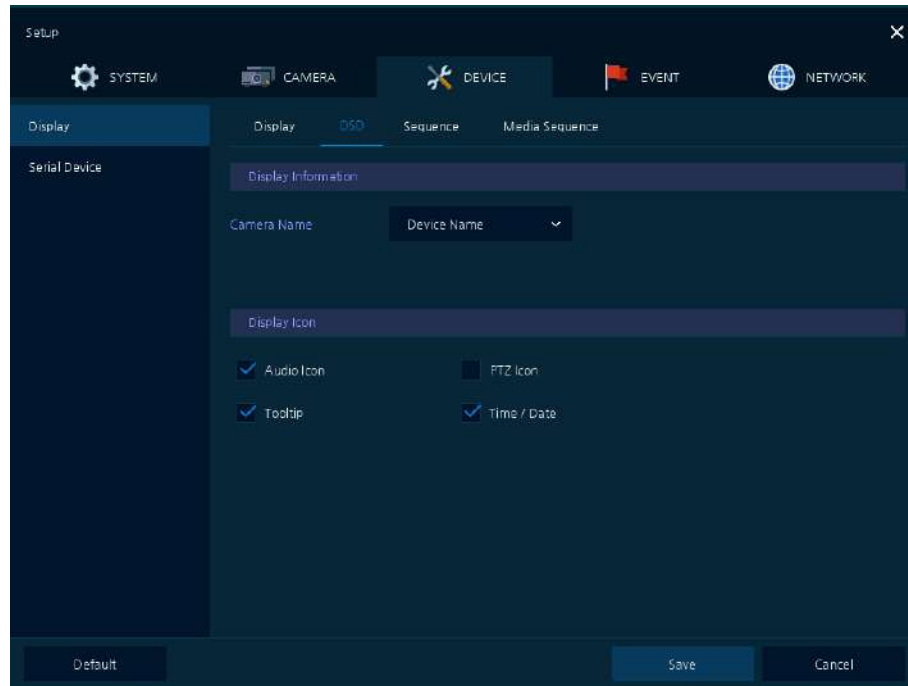 Setup
SYSTEM CAMERA DEVICE EVENT NETWORK
Display
Serial Device
Display OSD Sequence Media Sequence
Display Information
Camera Name Device Name
Display Icon
Audio Icon PTZ Icon
Tooltip Time / Date
Default Save Cancel